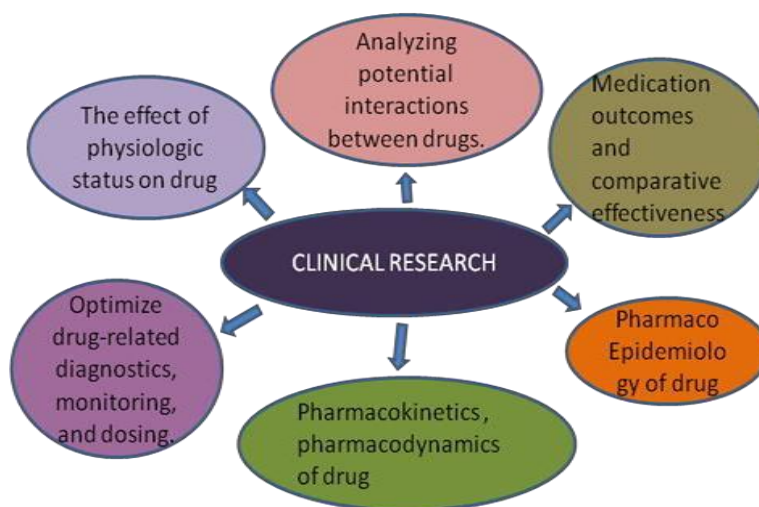 Analyzing
potential
interactions
between drugs.
The effect of
physiologic
status on drug
Medication
outcomes
and
comparative
effectiveness
CLINICAL RESEARCH
Optimize
drug-related
diagnostics,
monitoring,
and dosing.
Pharmaco
Epidemiolo
gy of drug
Pharmacokinetics,
pharmacodynamics
of drug